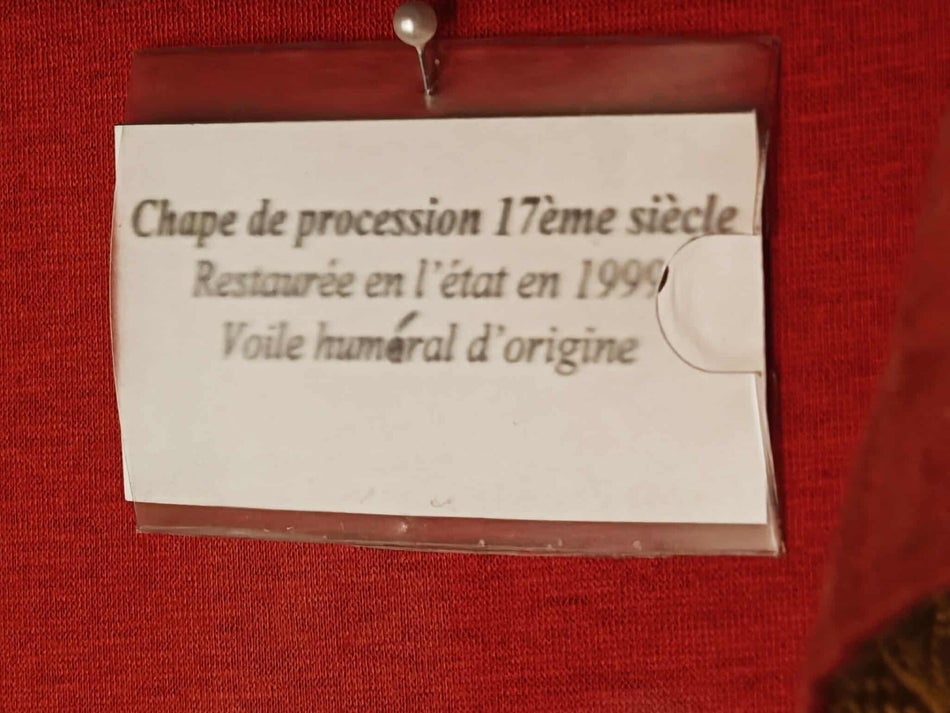 Chape de procession 17ème siècle
Restaurée en l'état en 1999
Voile huméral d'origine